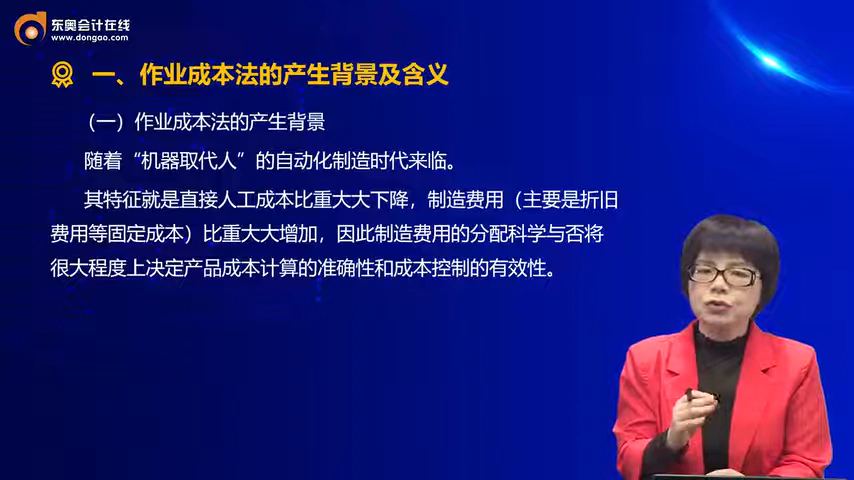 东奥会计在线
www.dongao.com
一、作业成本法的产生背景及含义
（一）作业成本法的产生背景
随着“机器取代人”的自动化制造时代来临。
其特征就是直接人工成本比重大大下降，制造费用（主要是折旧
费用等固定成本）比重大大增加，因此制造费用的分配科学与否将
很大程度上决定产品成本计算的准确性和成本控制的有效性。